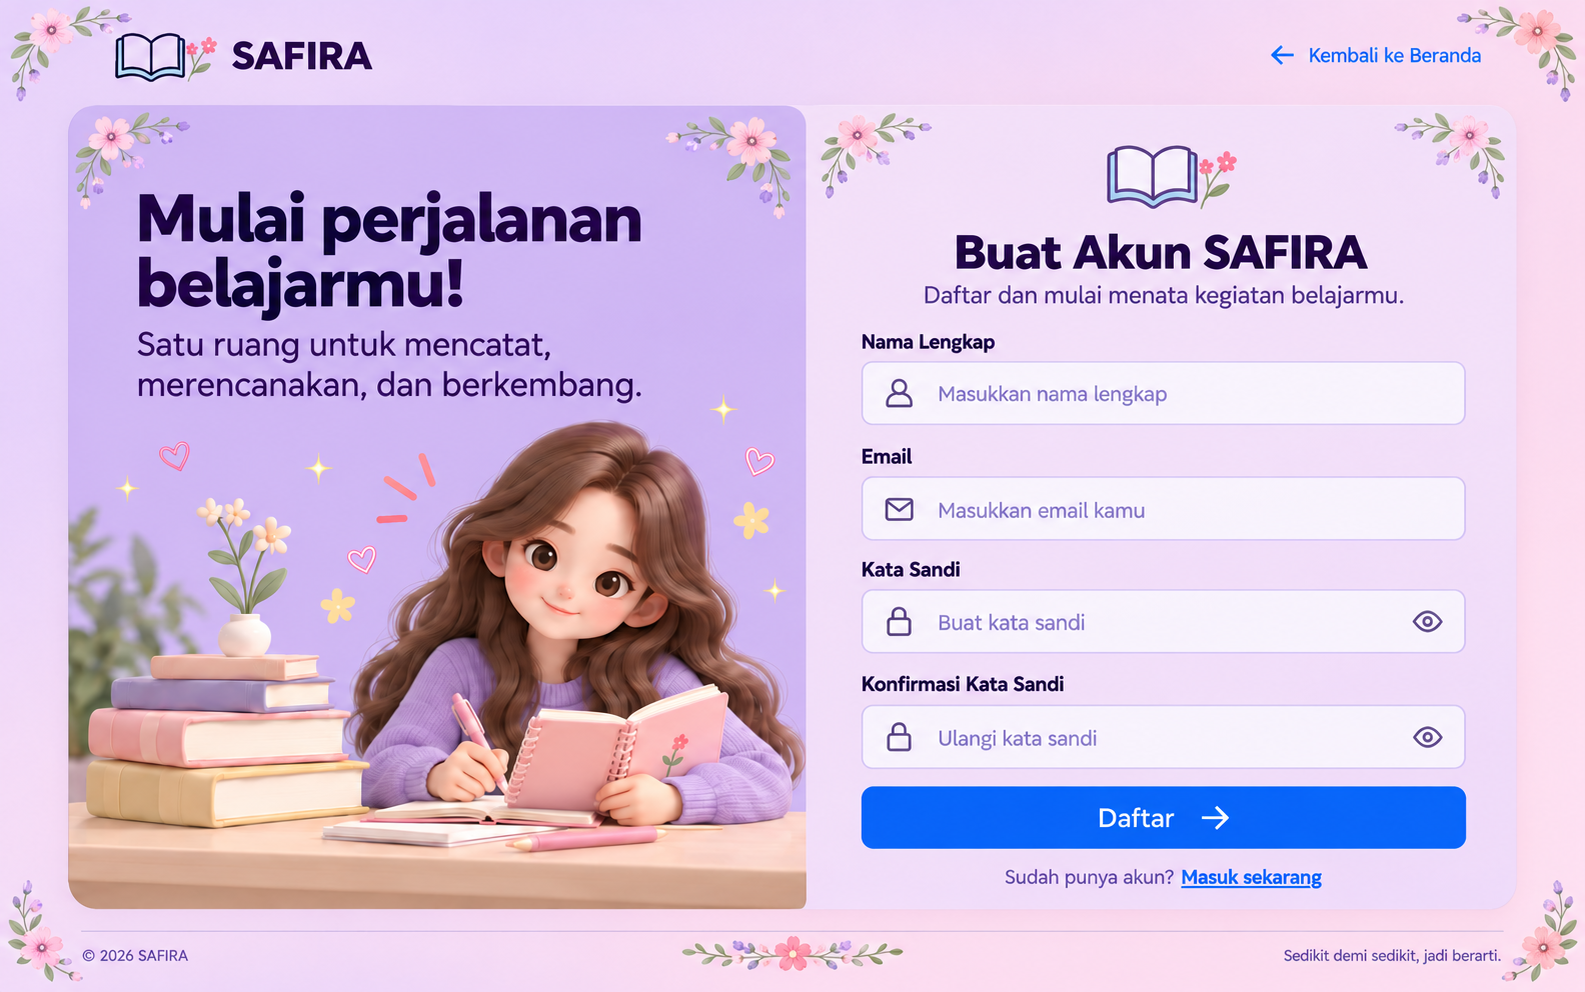 SAFIRA
Kembali ke Beranda
Mulai perjalanan
belajarmu!
Satu ruang untuk mencatat,
merencanakan, dan berkembang.
Buat Akun SAFIRA
Daftar dan mulai menata kegiatan belajarmu.
Nama Lengkap
Masukkan nama lengkap
Email
Masukkan email kamu
Kata Sandi
Buat kata sandi
Konfirmasi Kata Sandi
Ulangi kata sandi
Daftar
Sudah punya akun? Masuk sekarang
© 2026 SAFIRA
Sedikit demi sedikit, jadi berarti.